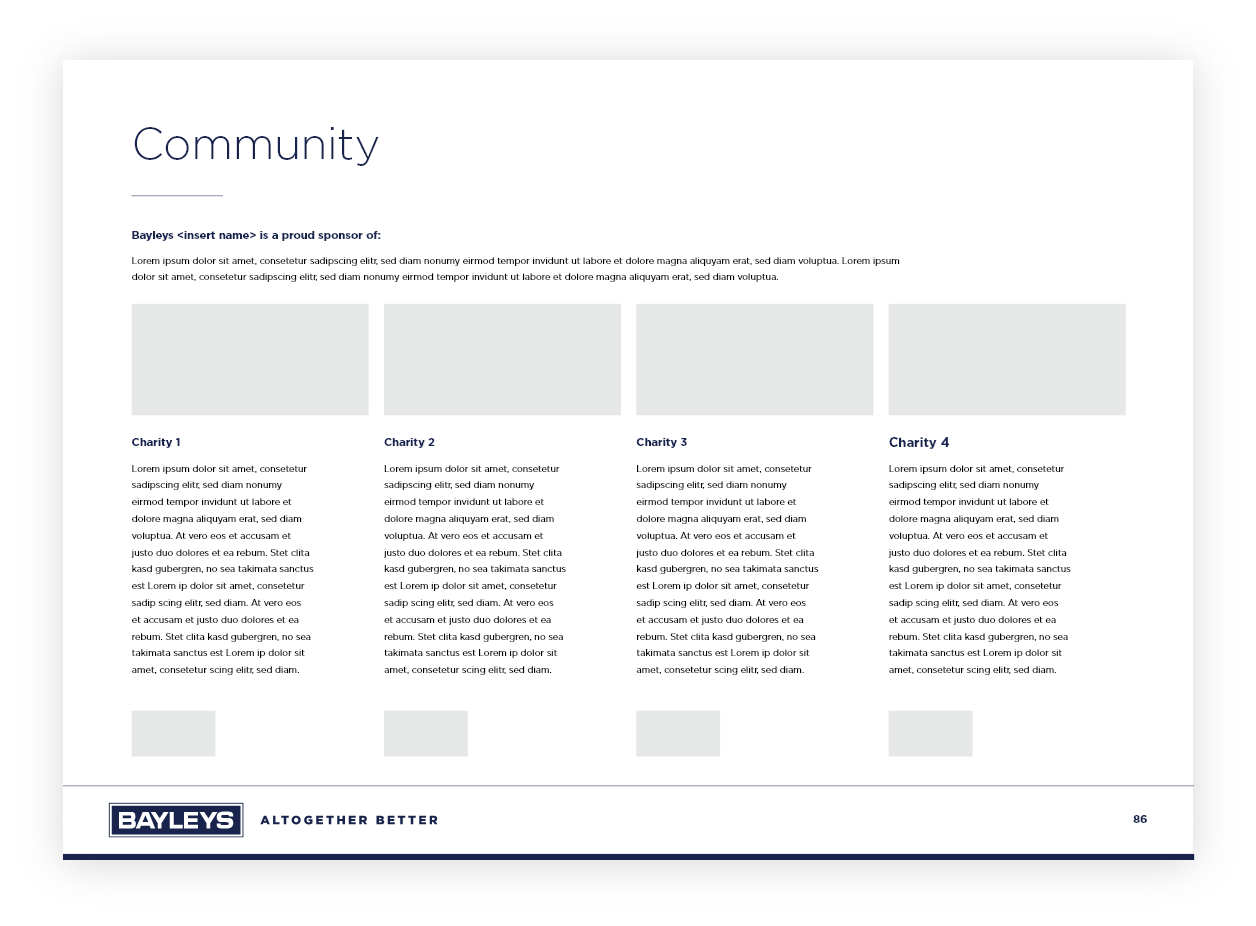 Community
Bayleys <insert name> is a proud sponsor of:
Lorem ipsum dolor sit amet, consetetur sadipscing elitr, sed diam nonumy eirmod tempor invidunt ut labore et dolore magna aliquyam erat, sed diam voluptua. Lorem ipsum
dolor sit amet, consetetur sadipscing elitr, sed diam nonumy eirmod tempor invidunt ut labore et dolore magna aliquyam erat, sed diam voluptua.
Charity 1
Lorem ipsum dolor sit amet, consetetur
sadipscing elitr, sed diam nonumy
eirmod tempor invidunt ut labore et
dolore magna aliquyam erat, sed diam
voluptua. At vero eos et accusam et
justo duo dolores et ea rebum. Stet clita
kasd gubergren, no sea takimata sanctus
est Lorem ip dolor sit amet, consetetur
sadip scing elitr, sed diam. At vero eos
et accusam et justo duo dolores et ea
rebum. Stet clita kasd gubergren, no sea
takimata sanctus est Lorem ip dolor sit
amet, consetetur scing elitr, sed diam.
Charity 2
Lorem ipsum dolor sit amet, consetetur
sadipscing elitr, sed diam nonumy
eirmod tempor invidunt ut labore et
dolore magna aliquyam erat, sed diam
voluptua. At vero eos et accusam et
justo duo dolores et ea rebum. Stet clita
kasd gubergren, no sea takimata sanctus
est Lorem ip dolor sit amet, consetetur
sadip scing elitr, sed diam. At vero eos
et accusam et justo duo dolores et ea
rebum. Stet clita kasd gubergren, no sea
takimata sanctus est Lorem ip dolor sit
amet, consetetur scing elitr, sed diam.
Charity 3
Lorem ipsum dolor sit amet, consetetur
sadipscing elitr, sed diam nonumy
eirmod tempor invidunt ut labore et
dolore magna aliquyam erat, sed diam
voluptua. At vero eos et accusam et
justo duo dolores et ea rebum. Stet clita
kasd gubergren, no sea takimata sanctus
est Lorem ip dolor sit amet, consetetur
sadip scing elitr, sed diam. At vero eos
et accusam et justo duo dolores et ea
rebum. Stet clita kasd gubergren, no sea
takimata sanctus est Lorem ip dolor sit
amet, consetetur scing elitr, sed diam.
Charity 4
Lorem ipsum dolor sit amet, consetetur
sadipscing elitr, sed diam nonumy
eirmod tempor invidunt ut labore et
dolore magna aliquyam erat, sed diam
voluptua. At vero eos et accusam et
justo duo dolores et ea rebum. Stet clita
kasd gubergren, no sea takimata sanctus
est Lorem ip dolor sit amet, consetetur
sadip scing elitr, sed diam. At vero eos
et accusam et justo duo dolores et ea
rebum. Stet clita kasd gubergren, no sea
takimata sanctus est Lorem ip dolor sit
amet, consetetur scing elitr, sed diam.
BAYLEYS ALTOGETHER BETTER 86